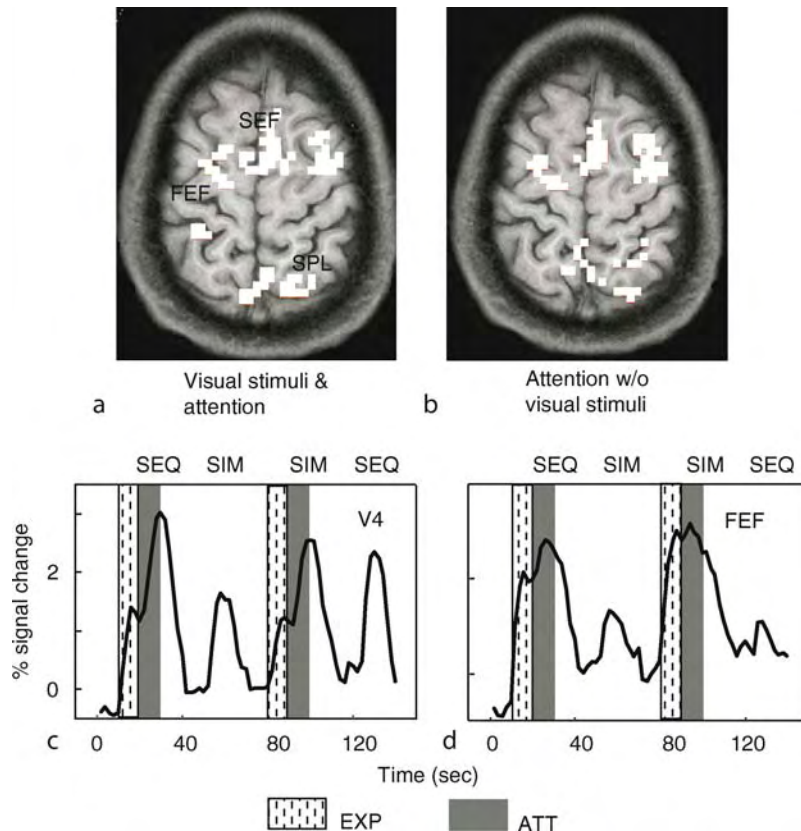 SEF
FEF
SPL
a
Visual stimuli &
attention
b
Attention w/o
visual stimuli
SEQ SIM SIM SEQ
V4
% signal change
2
0
c
0 40 80 120
SEQ SIM SIM SEQ
FEF
d
0 40 80 120
Time (sec)
EXP
ATT